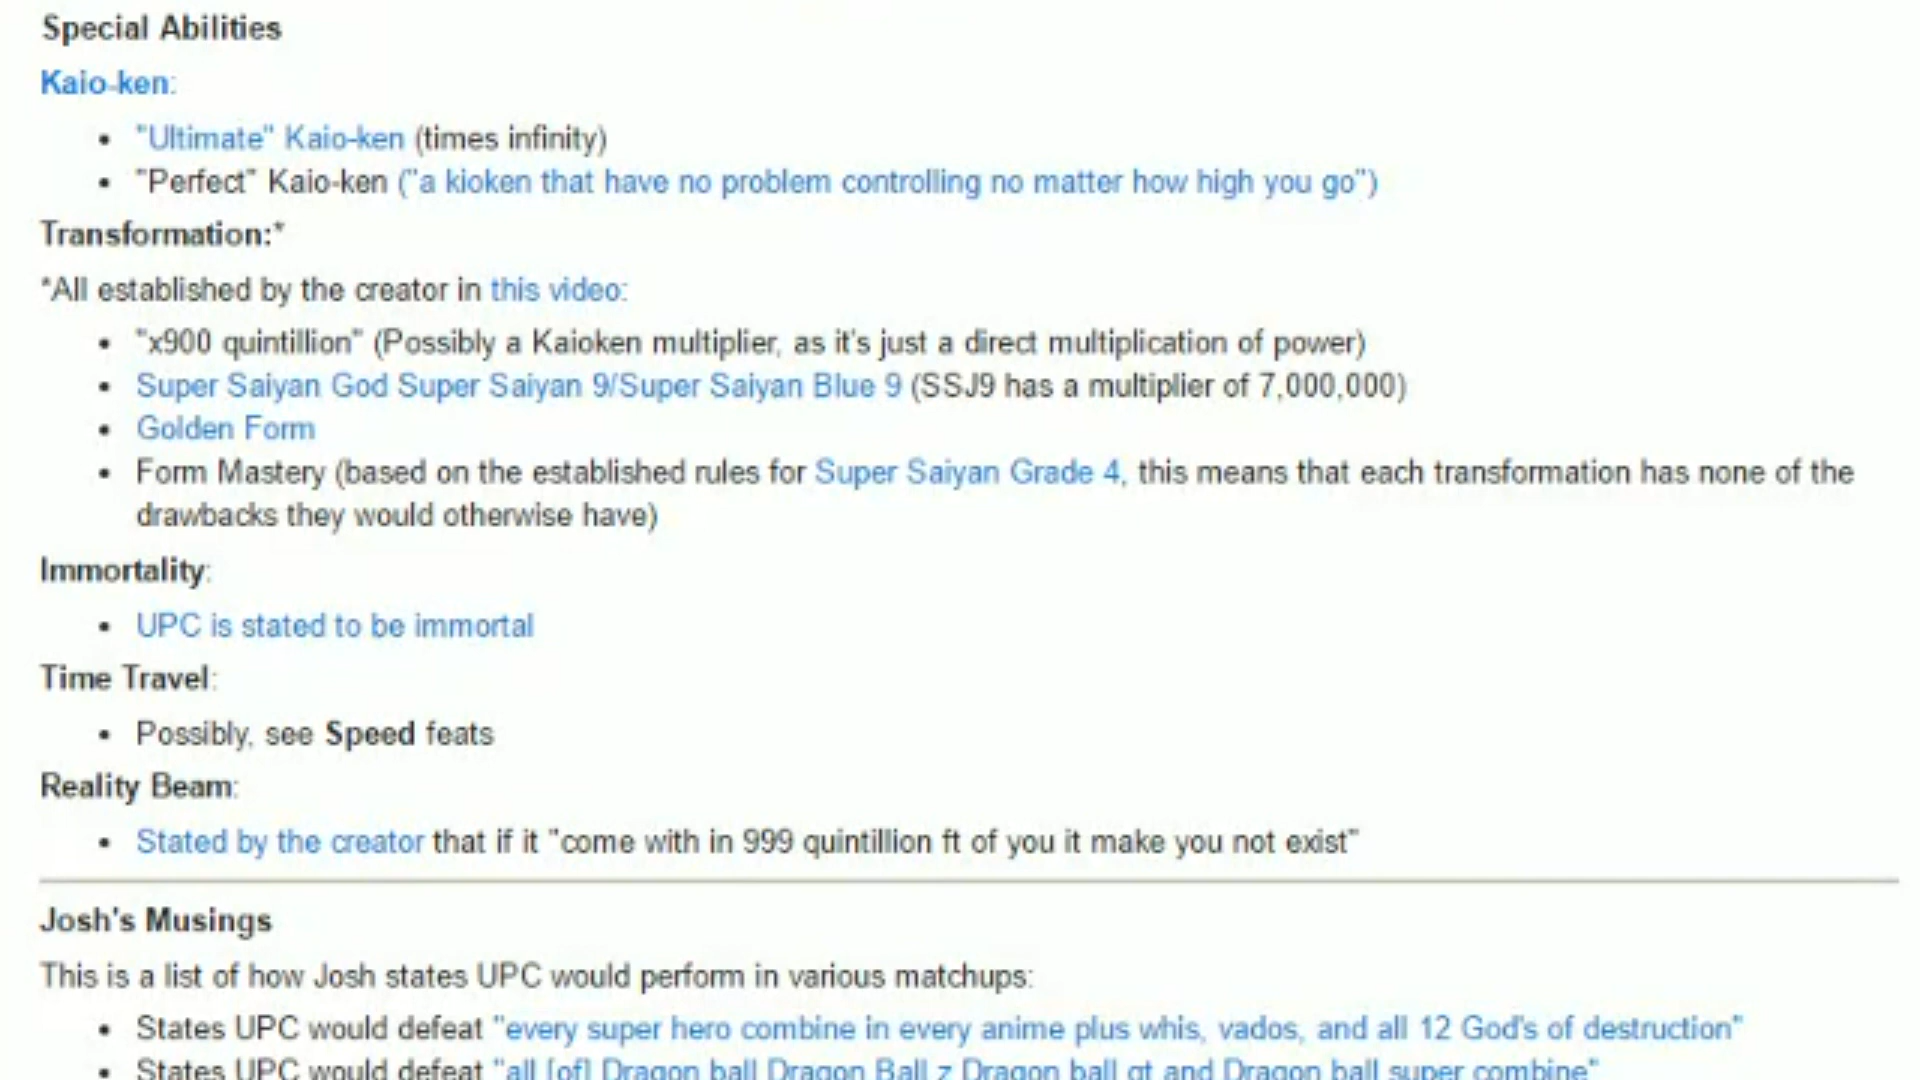 Special Abilities
Kaio-ken:
• "Ultimate" Kaio-ken (times infinity)
• "Perfect" Kaio-ken ("a kioken that have no problem controlling no matter how high you go")
Transformation:*
*All established by the creator in this video:
• "x900 quintillion" (Possibly a Kaioken multiplier, as it's just a direct multiplication of power)
• Super Saiyan God Super Saiyan 9/Super Saiyan Blue 9 (SSJ9 has a multiplier of 7,000,000)
• Golden Form
• Form Mastery (based on the established rules for Super Saiyan Grade 4, this means that each transformation has none of the
drawbacks they would otherwise have)
Immortality:
• UPC is stated to be immortal
Time Travel:
• Possibly, see Speed feats
Reality Beam:
• Stated by the creator that if it "come with in 999 quintillion ft of you it make you not exist"
Josh's Musings
This is a list of how Josh states UPC would perform in various matchups:
• States UPC would defeat "every super hero combine in every anime plus whis, vados, and all 12 God's of destruction"
• States UPC would defeat "all [of] Dragon ball Dragon Ball z Dragon ball gt and Dragon ball super combine"